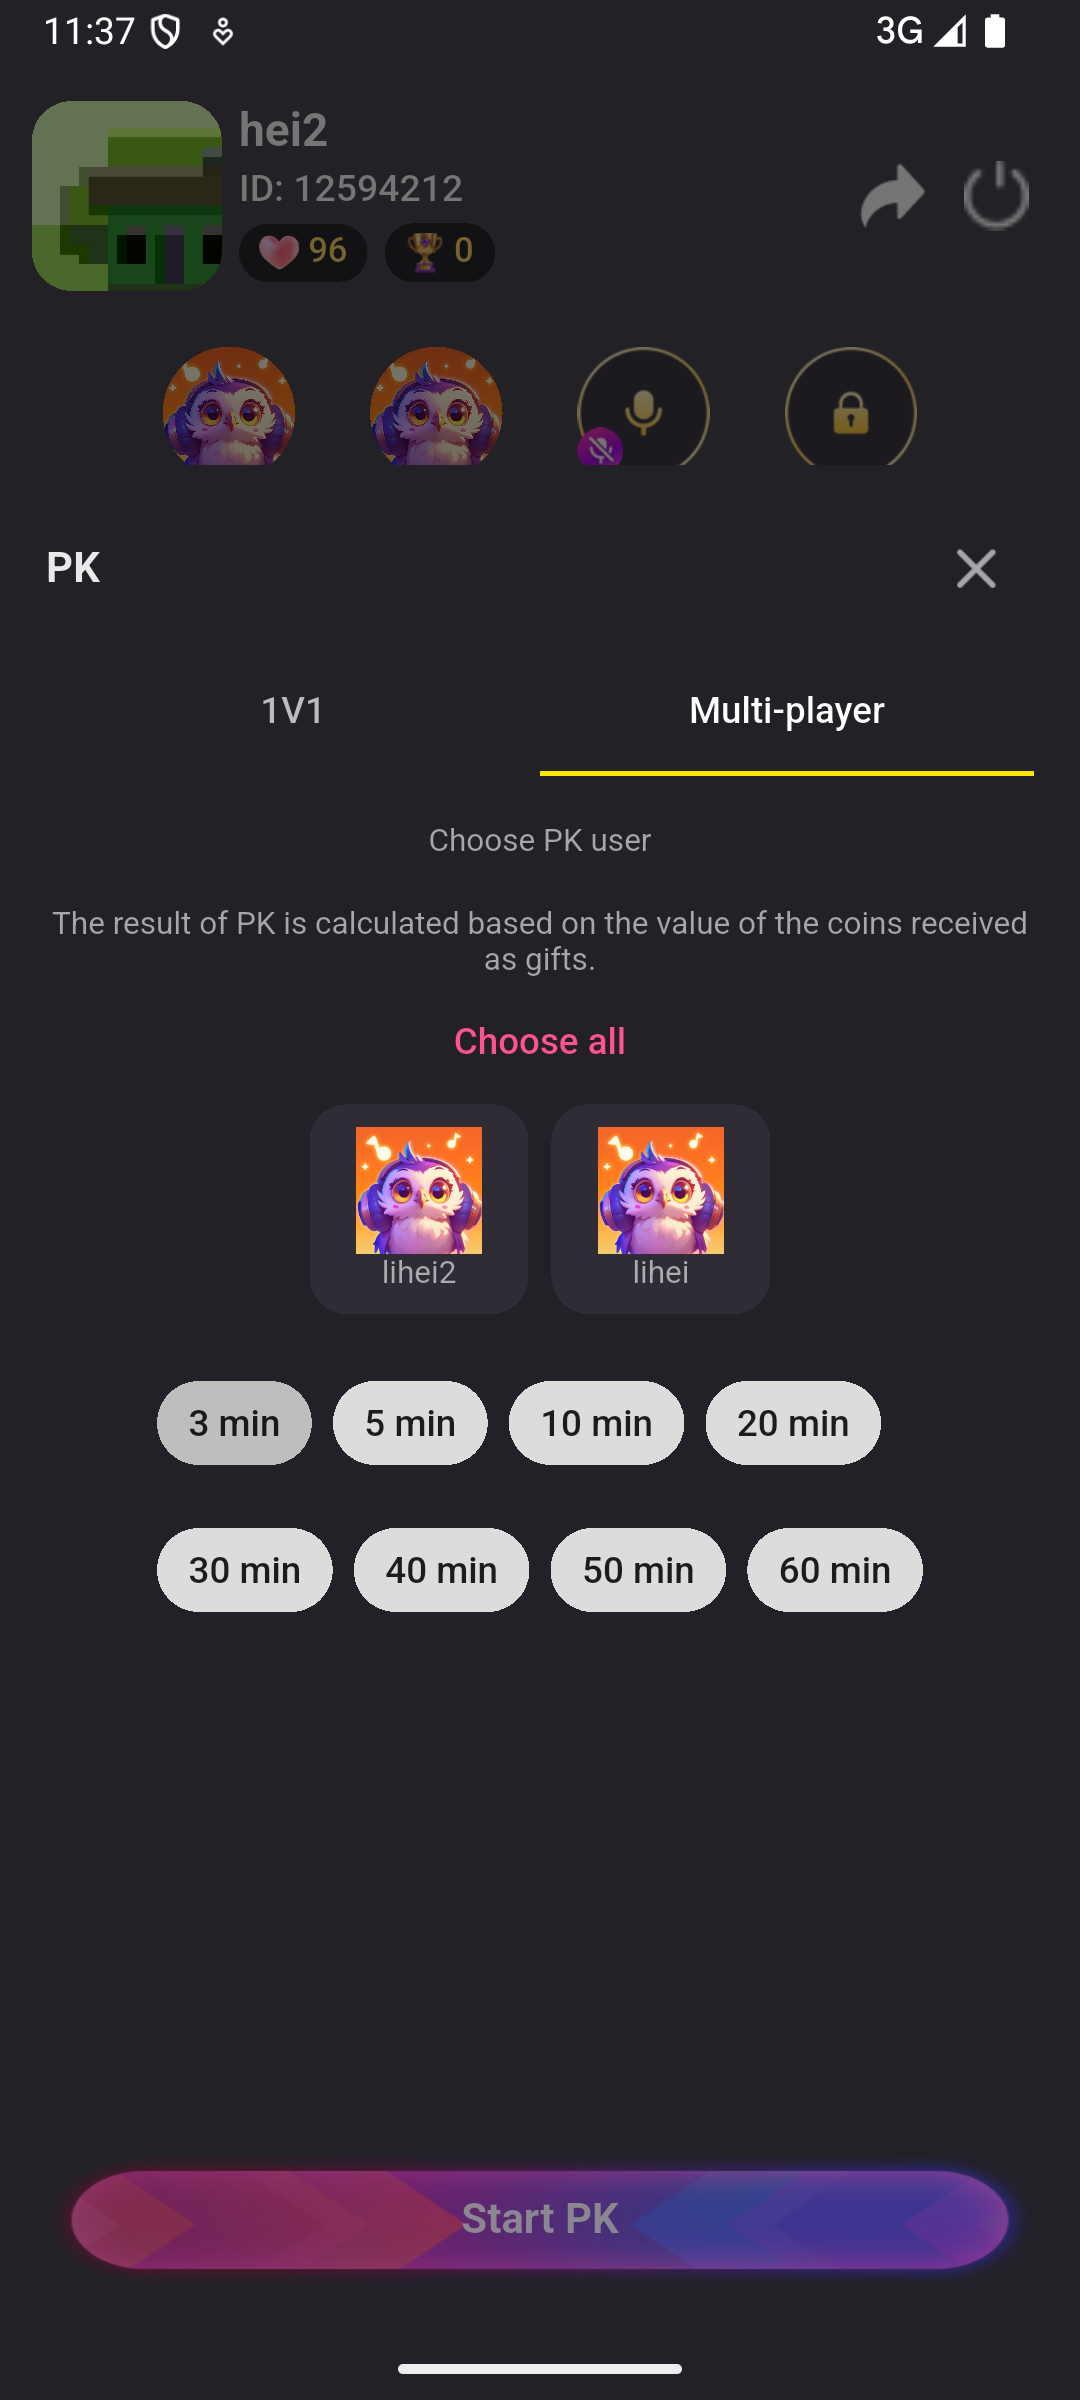 11:37
3G
hei2
ID: 12594212
96
0
PK
1V1
Multi-player
Choose PK user
The result of PK is calculated based on the value of the coins received
as gifts.
Choose all
lihei2
lihei
3 min
5 min
10 min
20 min
30 min
40 min
50 min
60 min
Start PK